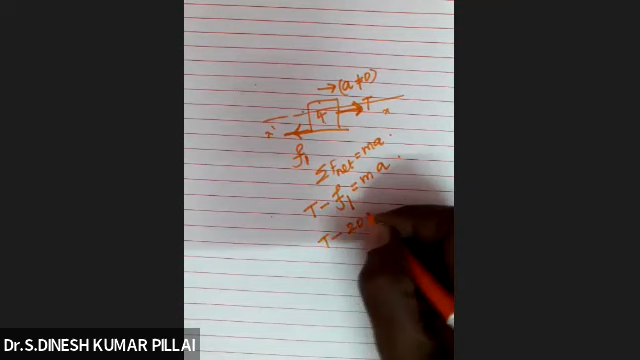 → (a≠0)
4 T
x' x
f₁
ΣFnet = ma.
T - f₁ = ma.
T - 20
Dr.S.DINESH KUMAR PILLAI